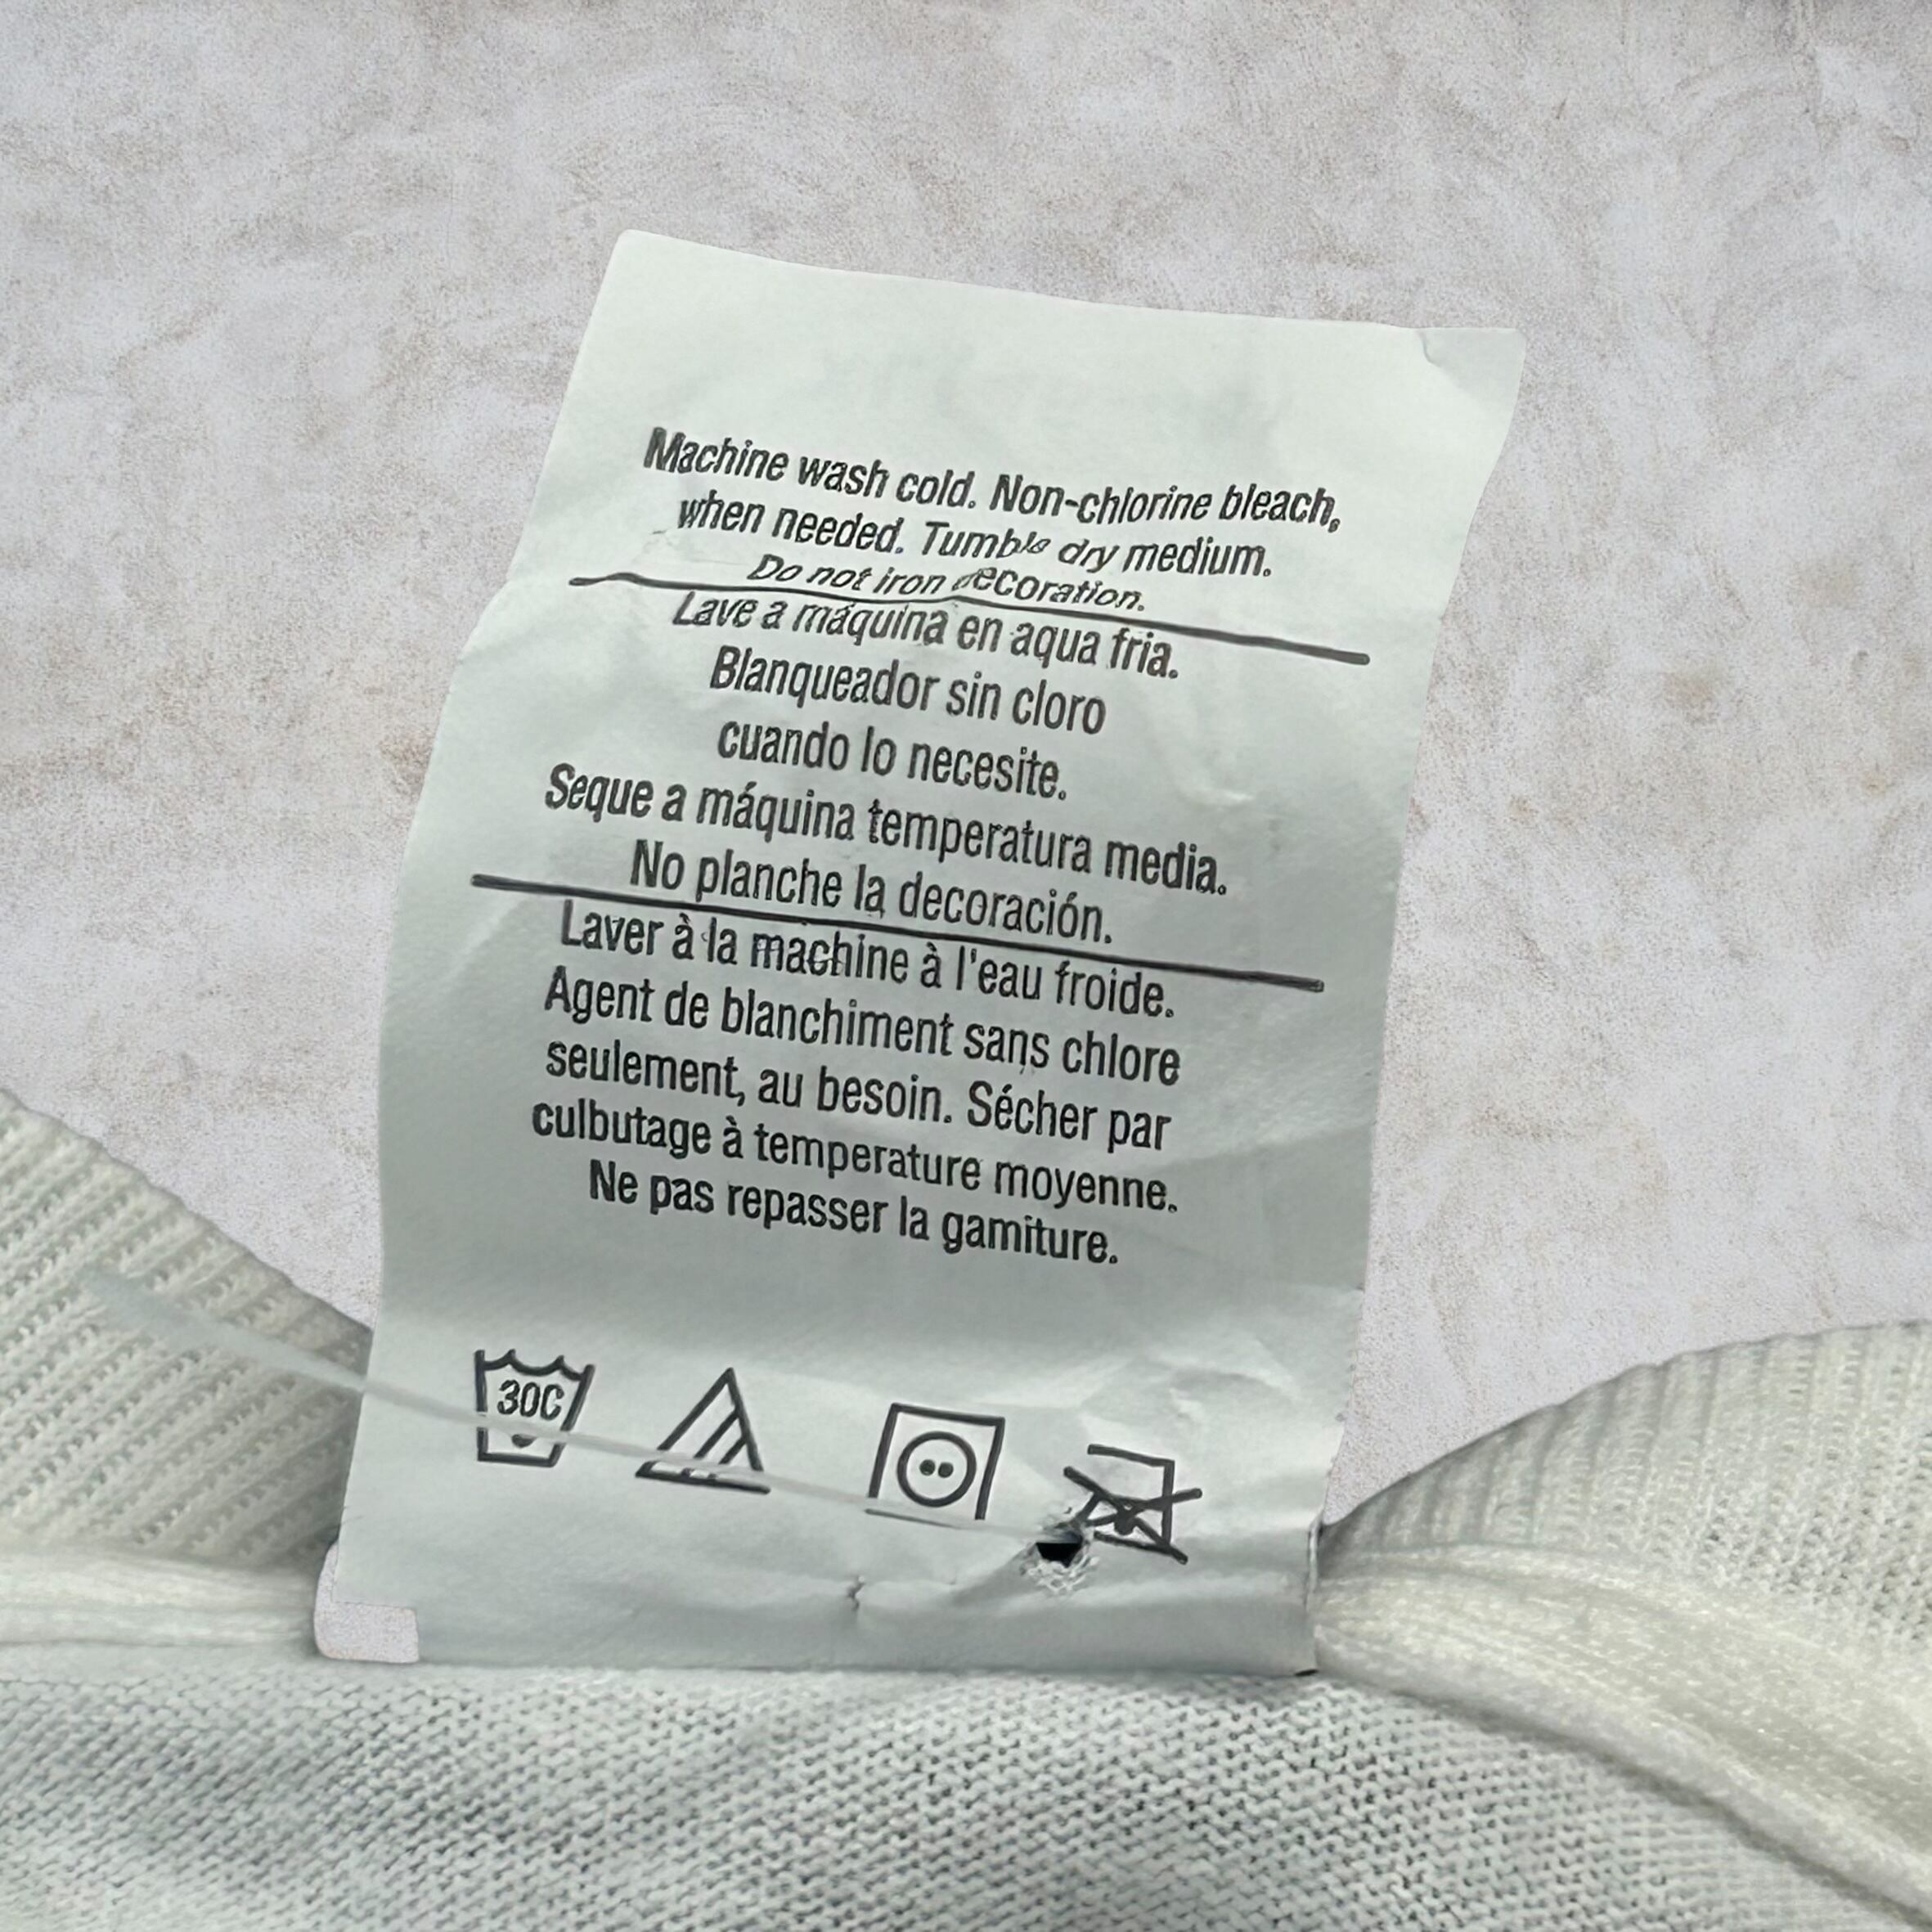 Machine wash cold. Non-chlorine bleach,
when needed. Tumble dry medium.
Do not iron decoration.
Lave a máquina en aqua fria.
Blanqueador sin cloro
cuando lo necesite.
Seque a máquina temperatura media.
No planche la decoración.
Laver à la machine à l'eau froide.
Agent de blanchiment sans chlore
seulement, au besoin. Sécher par
culbutage à temperature moyenne.
Ne pas repasser la gamiture.
30C